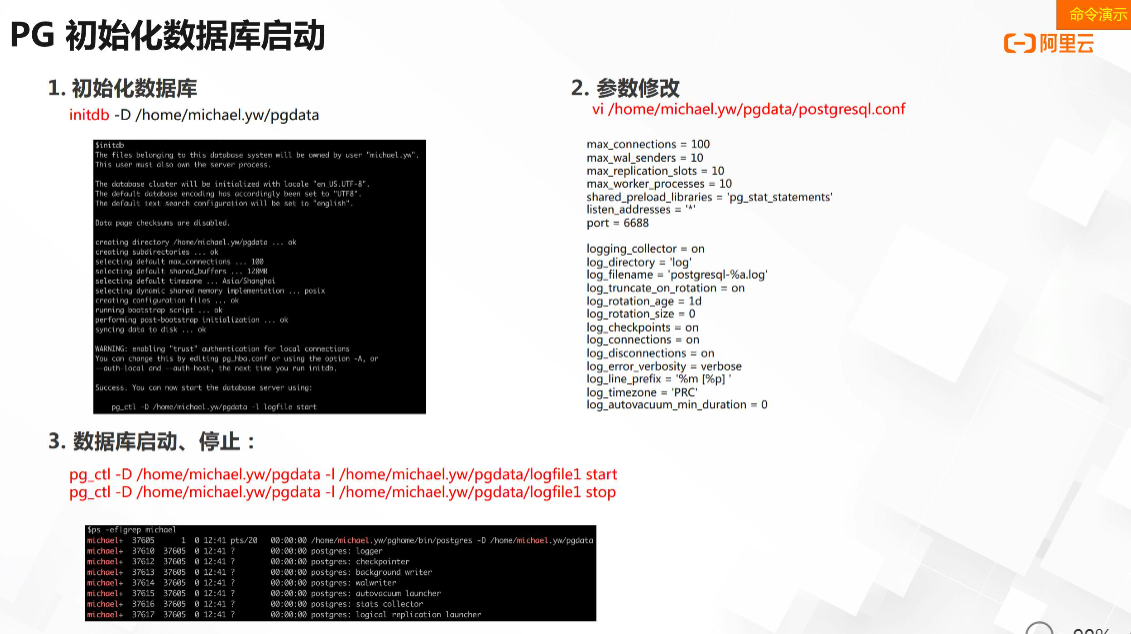 命令演示
PG 初始化数据库启动
阿里云
1. 初始化数据库
initdb -D /home/michael.yw/pgdata
$initdb
The files belonging to this database system will be owned by user "michael.yw".
This user must also own the server process.
The database cluster will be initialized with locale "en_US.UTF-8".
The default database encoding has accordingly been set to "UTF8".
The default text search configuration will be set to "english".
Data page checksums are disabled.
creating directory /home/michael.yw/pgdata ... ok
creating subdirectories ... ok
selecting default max_connections ... 100
selecting default shared_buffers ... 128MB
selecting default timezone ... Asia/Shanghai
selecting dynamic shared memory implementation ... posix
creating configuration files ... ok
running bootstrap script ... ok
performing post-bootstrap initialization ... ok
syncing data to disk ... ok
WARNING: enabling "trust" authentication for local connections
You can change this by editing pg_hba.conf or using the option -A, or
--auth-local and --auth-host, the next time you run initdb.
Success. You can now start the database server using:
pg_ctl -D /home/michael.yw/pgdata -l logfile start
2. 参数修改
vi /home/michael.yw/pgdata/postgresql.conf
max_connections = 100
max_wal_senders = 10
max_replication_slots = 10
max_worker_processes = 10
shared_preload_libraries = 'pg_stat_statements'
listen_addresses = '*'
port = 6688
logging_collector = on
log_directory = 'log'
log_filename = 'postgresql-%a.log'
log_truncate_on_rotation = on
log_rotation_age = 1d
log_rotation_size = 0
log_checkpoints = on
log_connections = on
log_disconnections = on
log_error_verbosity = verbose
log_line_prefix = '%m [%p] '
log_timezone = 'PRC'
log_autovacuum_min_duration = 0
3. 数据库启动、停止：
pg_ctl -D /home/michael.yw/pgdata -l /home/michael.yw/pgdata/logfile1 start
pg_ctl -D /home/michael.yw/pgdata -l /home/michael.yw/pgdata/logfile1 stop
$ps -ef|grep michael
michael+ 37605 1 0 12:41 pts/20 00:00:00 /home/michael.yw/pghome/bin/postgres -D /home/michael.yw/pgdata
michael+ 37610 37605 0 12:41 ? 00:00:00 postgres: logger
michael+ 37612 37605 0 12:41 ? 00:00:00 postgres: checkpointer
michael+ 37613 37605 0 12:41 ? 00:00:00 postgres: background writer
michael+ 37614 37605 0 12:41 ? 00:00:00 postgres: walwriter
michael+ 37615 37605 0 12:41 ? 00:00:00 postgres: autovacuum launcher
michael+ 37616 37605 0 12:41 ? 00:00:00 postgres: stats collector
michael+ 37617 37605 0 12:41 ? 00:00:00 postgres: logical replication launcher